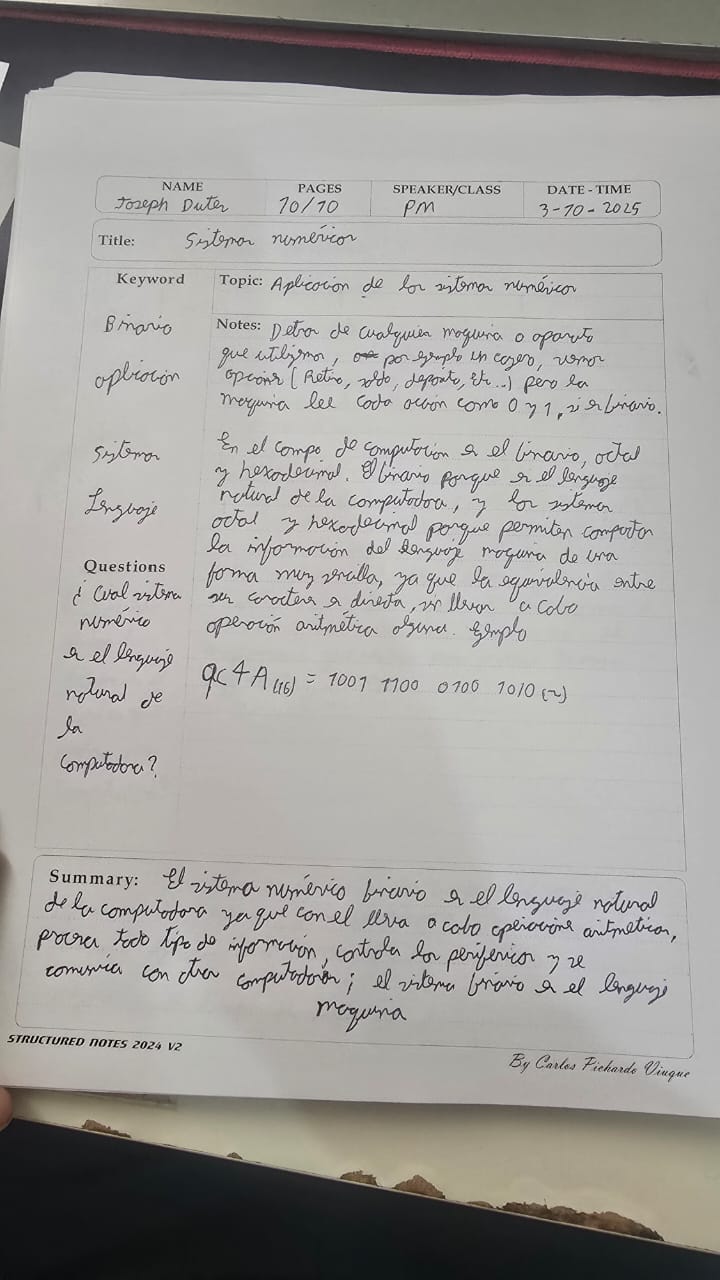 NAME PAGES SPEAKER/CLASS DATE - TIME
Joseph Duter 10/10 PM 3-10-2025
Title: Sistemas numéricos
Keyword
Topic: Aplicación de los sistemas numéricos
Binario
aplicación
Sistemas
Lenguaje
Notes: Detras de cualquier maquina o aparato
que utilizamos, por ejemplo un cajero, vemos
opciones (Retiro, saldo, deposito, Etc...) pero la
maquina lee cada acción como 0 y 1, si es binario.
En el campo de computación es el binario, octal
y hexadecimal. El binario porque es el lenguaje
natural de la computadora, y los sistemas
octal y hexadecimal porque permiten compactar
la información del lenguaje maquina de una
forma muy sencilla, ya que la equivalencia entre
sus caracteres es directa, sin llevar a cabo
operación aritmética alguna. Ejemplo
9C4A(16) = 1001 1100 0100 1010(2)
Questions
¿Cual sistema
numérico
es el lenguaje
natural de
la
computadora?
Summary: El sistema numérico binario es el lenguaje natural
de la computadora ya que con el lleva a cabo operaciones aritméticas,
procesa todo tipo de información, controla los periféricos y se
comunica con otras computadoras; el sistema binario es el lenguaje
maquina
STRUCTURED NOTES 2024 V2
By Carlos Pichardo Viuque